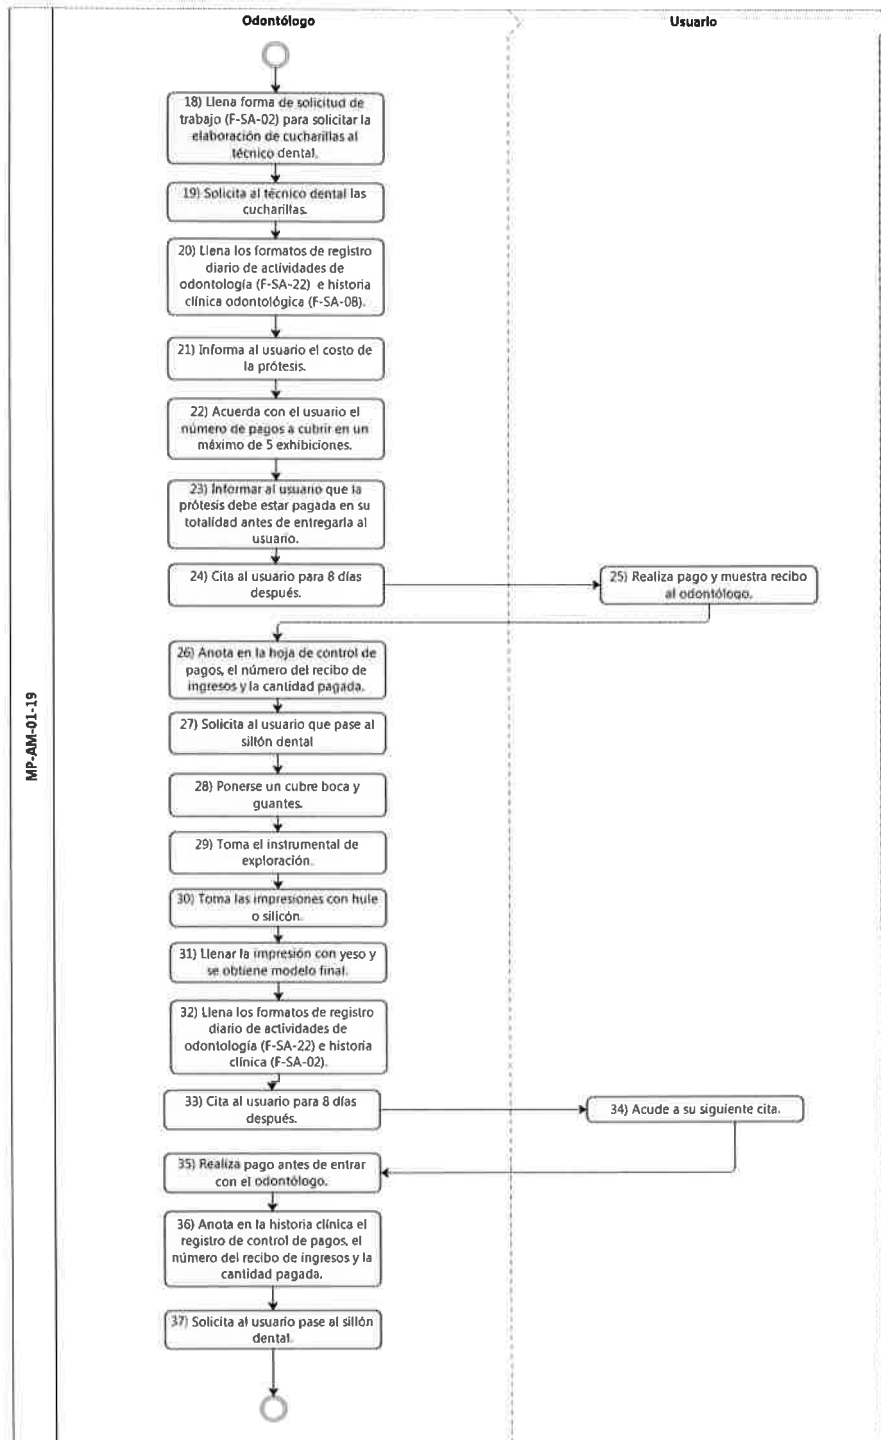 Odontólogo
Usuario
MP-AM-01-19
18) Llena forma de solicitud de
trabajo (F-SA-02) para solicitar la
elaboración de cucharillas al
técnico dental.
19) Solicita al técnico dental las
cucharillas.
20) Llena los formatos de registro
diario de actividades de
odontología (F-SA-22) e historia
clínica odontológica (F-SA-08).
21) Informa al usuario el costo de
la prótesis.
22) Acuerda con el usuario el
número de pagos a cubrir en un
máximo de 5 exhibiciones.
23) Informar al usuario que la
prótesis debe estar pagada en su
totalidad antes de entregarla al
usuario.
24) Cita al usuario para 8 días
después.
25) Realiza pago y muestra recibo
al odontólogo.
26) Anota en la hoja de control de
pagos, el número del recibo de
ingresos y la cantidad pagada.
27) Solicita al usuario que pase al
sillón dental
28) Ponerse un cubre boca y
guantes.
29) Toma el instrumental de
exploración.
30) Toma las impresiones con hule
o silicón.
31) Llenar la impresión con yeso y
se obtiene modelo final.
32) Llena los formatos de registro
diario de actividades de
odontología (F-SA-22) e historia
clínica (F-SA-02).
33) Cita al usuario para 8 días
después.
34) Acude a su siguiente cita.
35) Realiza pago antes de entrar
con el odontólogo.
36) Anota en la historia clínica el
registro de control de pagos, el
número del recibo de ingresos y la
cantidad pagada.
37) Solicita al usuario pase al sillón
dental.